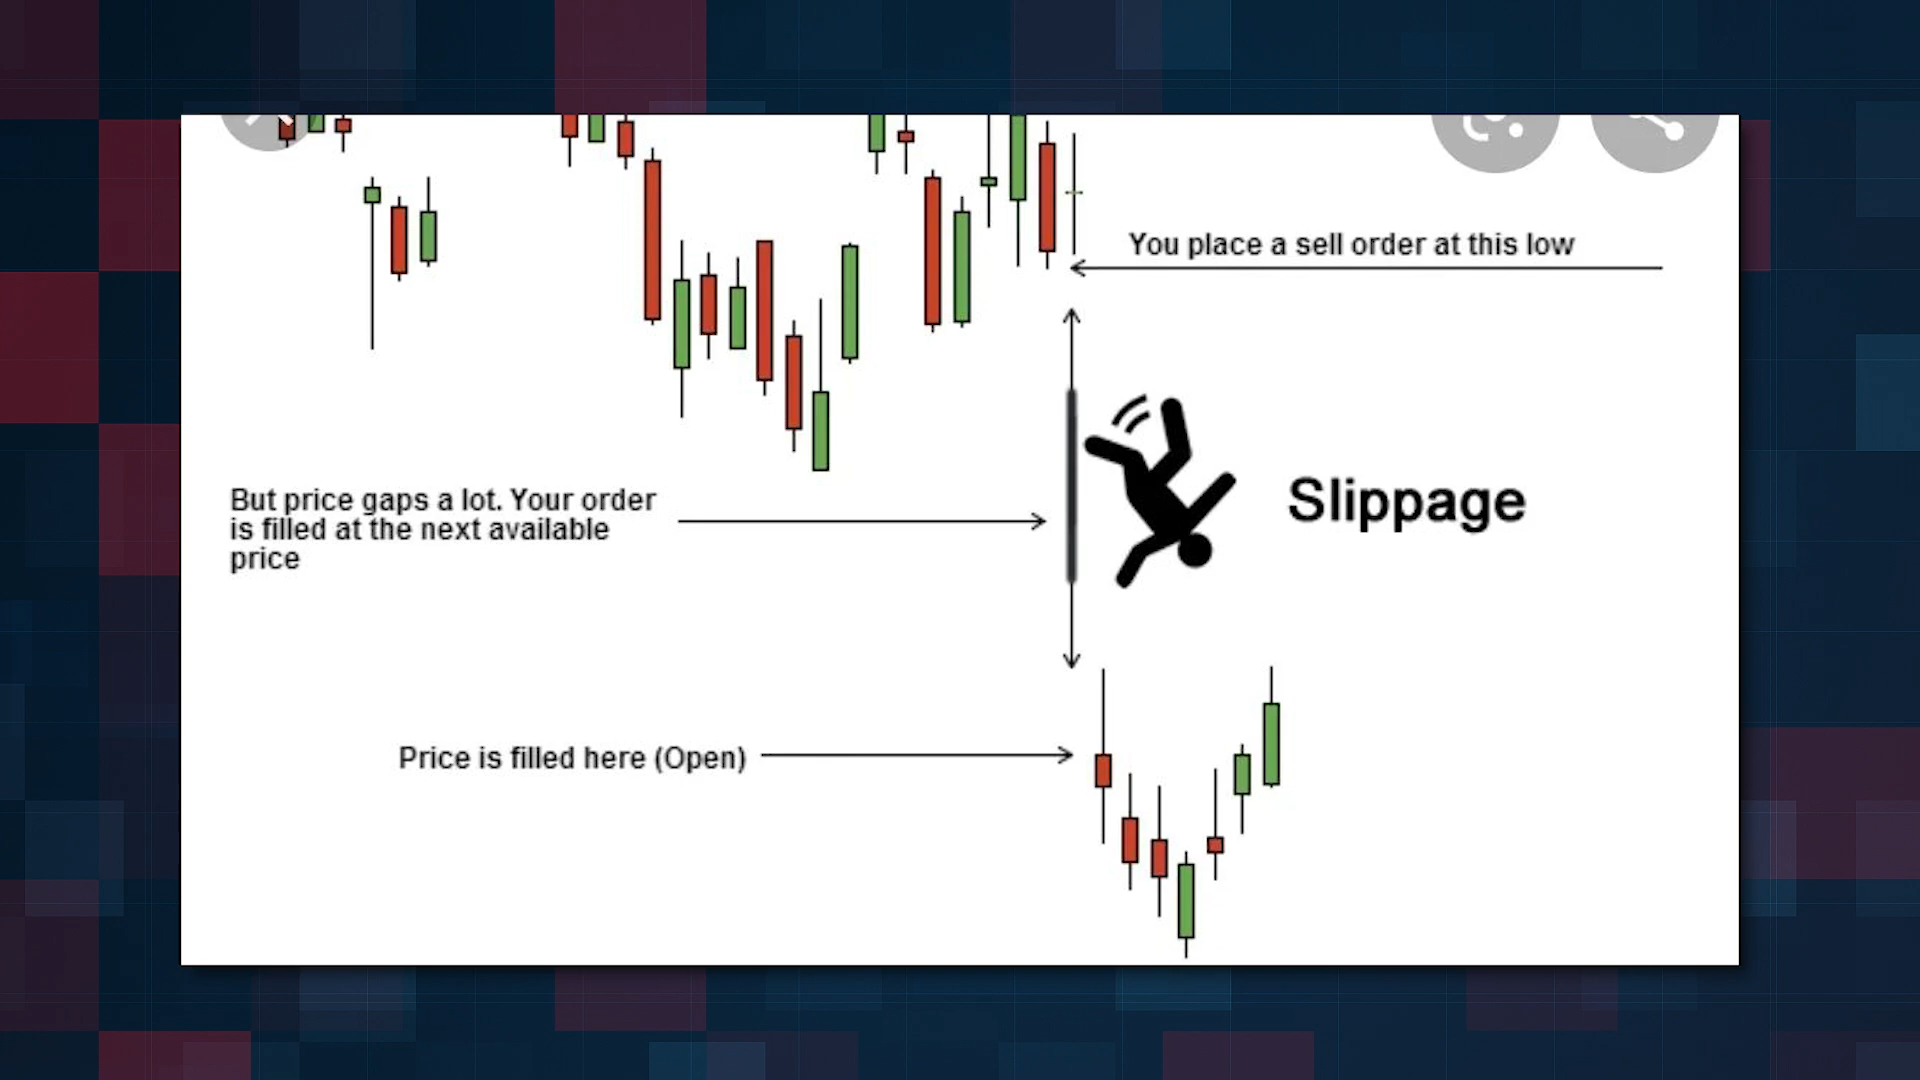 You place a sell order at this low
But price gaps a lot. Your order
is filled at the next available
price
Slippage
Price is filled here (Open)